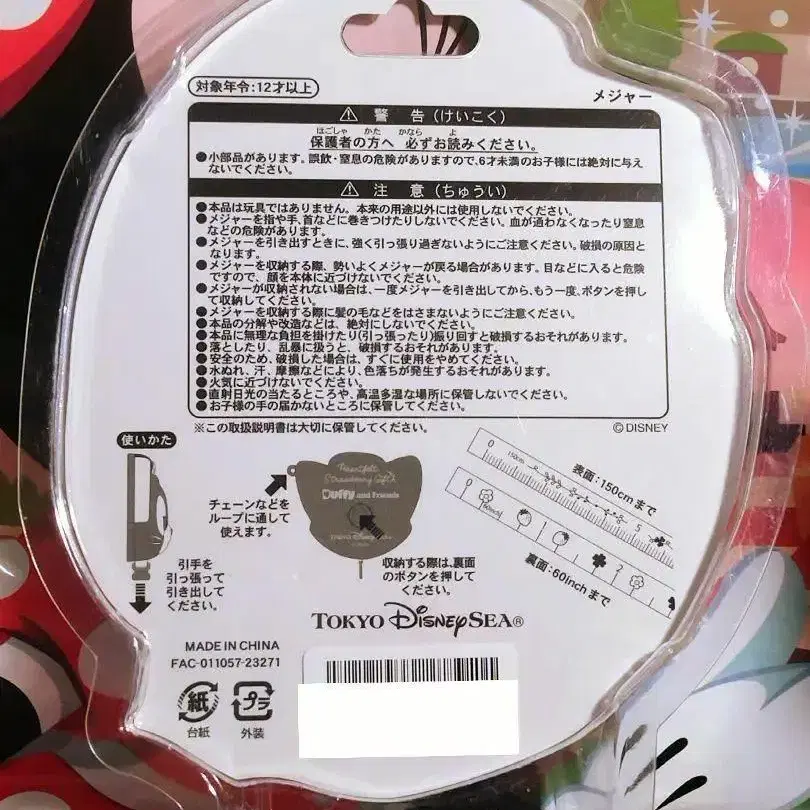 対象年令:12才以上
メジャー
⚠ 警 告 (けいこく)
保護者の方へ 必ずお読みください。
●小部品があります。誤飲・窒息の危険がありますので、6才未満のお子様には絶対に与え
ないでください。
⚠ 注 意 (ちゅうい)
●本品は玩具ではありません。本来の用途以外には使用しないでください。
●メジャーを指や手、首などに巻きつけたりしないでください。血が通わなくなったり窒息
などの危険があります。
●メジャーを引き出すときに、強く引っ張り過ぎないようにご注意ください。破損の原因と
なります。
●メジャーを収納する際、勢いよくメジャーが戻る場合があります。目などに入ると危険
ですので、顔を本体に近づけないでください。
●メジャーが収納されない場合は、一度メジャーを引き出してから、もう一度、ボタンを押し
て収納してください。
●メジャーを収納する際に髪の毛などをはさまないようにご注意ください。
●本品の分解や改造などは、絶対にしないでください。
●本品に無理な負担を掛けたり(引っ張ったり)振り回すと破損するおそれがあります。
●落としたり、乱暴に扱うと、破損するおそれがあります。
●安全のため、破損した場合は、すぐに使用をやめてください。
●水ぬれ、汗、摩擦などにより、色落ちが発生するおそれがあります。
●火気に近づけないでください。
●直射日光の当たるところや、高温多湿な場所に保管しないでください。
●お子様の手の届かないところに保管してください。
※この取扱説明書は大切に保管してください。
©DISNEY
使いかた
チェーンなどを
ループに通して
使えます。
Heartfelt
Strawberry Gift
Duffy and Friends
TOKYO Disney SEA
0 150cm 5
表面:150cmまで
0 60inch 1 2
裏面:60inchまで
引手を
引っ張って
引き出して
ください。
収納する際は、裏面
のボタンを押して
ください。
TOKYO DISNEYSEA®
MADE IN CHINA
FAC-011057-23271
紙
台紙
プラ
外装